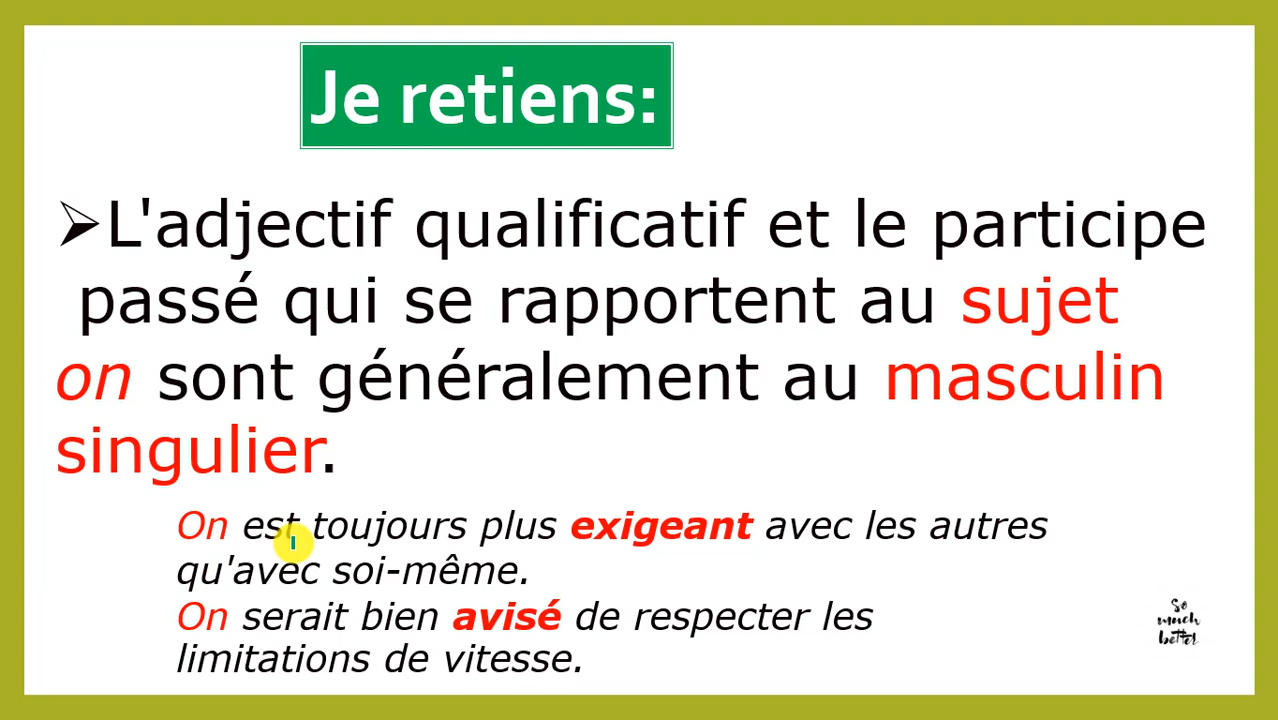 Je retiens:
➢L'adjectif qualificatif et le participe
passé qui se rapportent au sujet
on sont généralement au masculin
singulier.
On est toujours plus exigeant avec les autres
qu'avec soi-même.
On serait bien avisé de respecter les
limitations de vitesse.
So
much
better